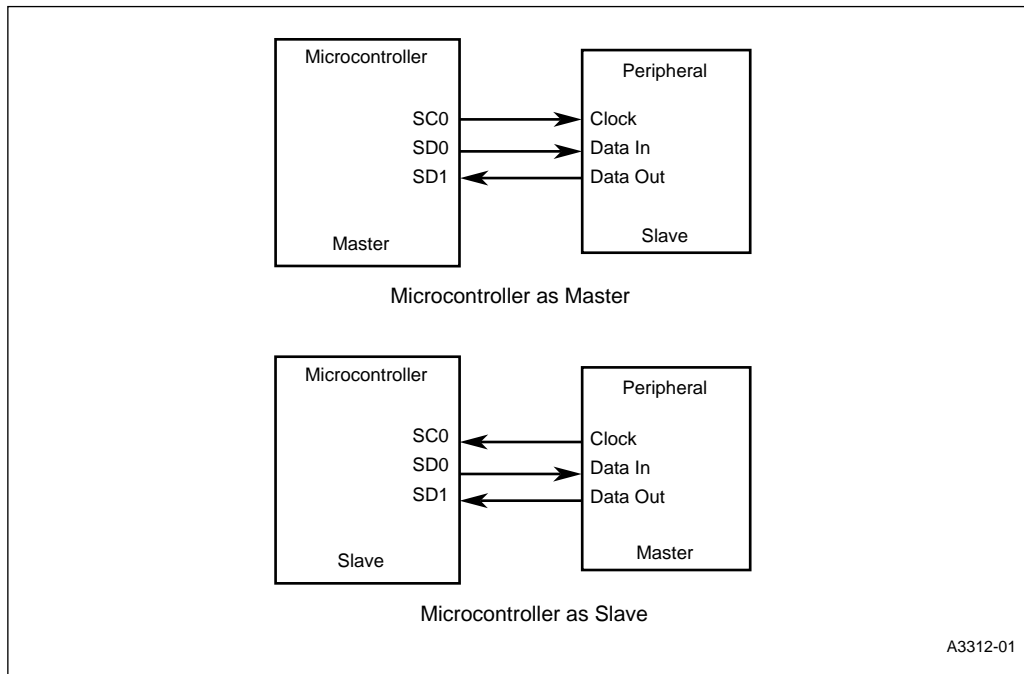 Microcontroller
Peripheral
SC0
Clock
SD0
Data In
SD1
Data Out
Master
Slave
Microcontroller as Master
Microcontroller
Peripheral
SC0
Clock
SD0
Data In
SD1
Data Out
Slave
Master
Microcontroller as Slave
A3312-01